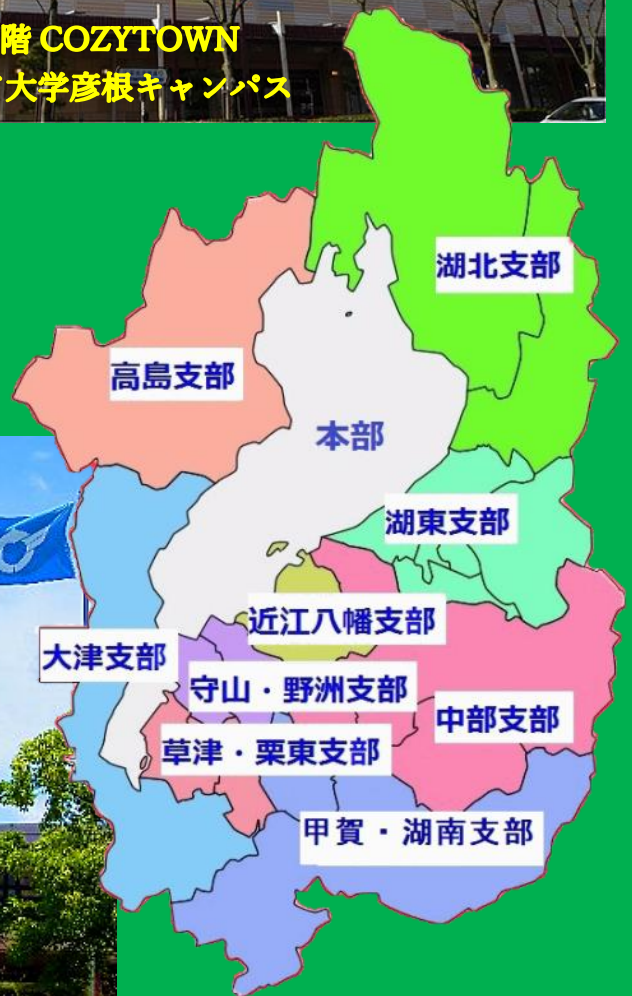 階 COZYTOWN
大学彦根キャンパス
湖北支部
高島支部
本部
湖東支部
近江八幡支部
大津支部
守山・野洲支部
中部支部
草津・栗東支部
甲賀・湖南支部